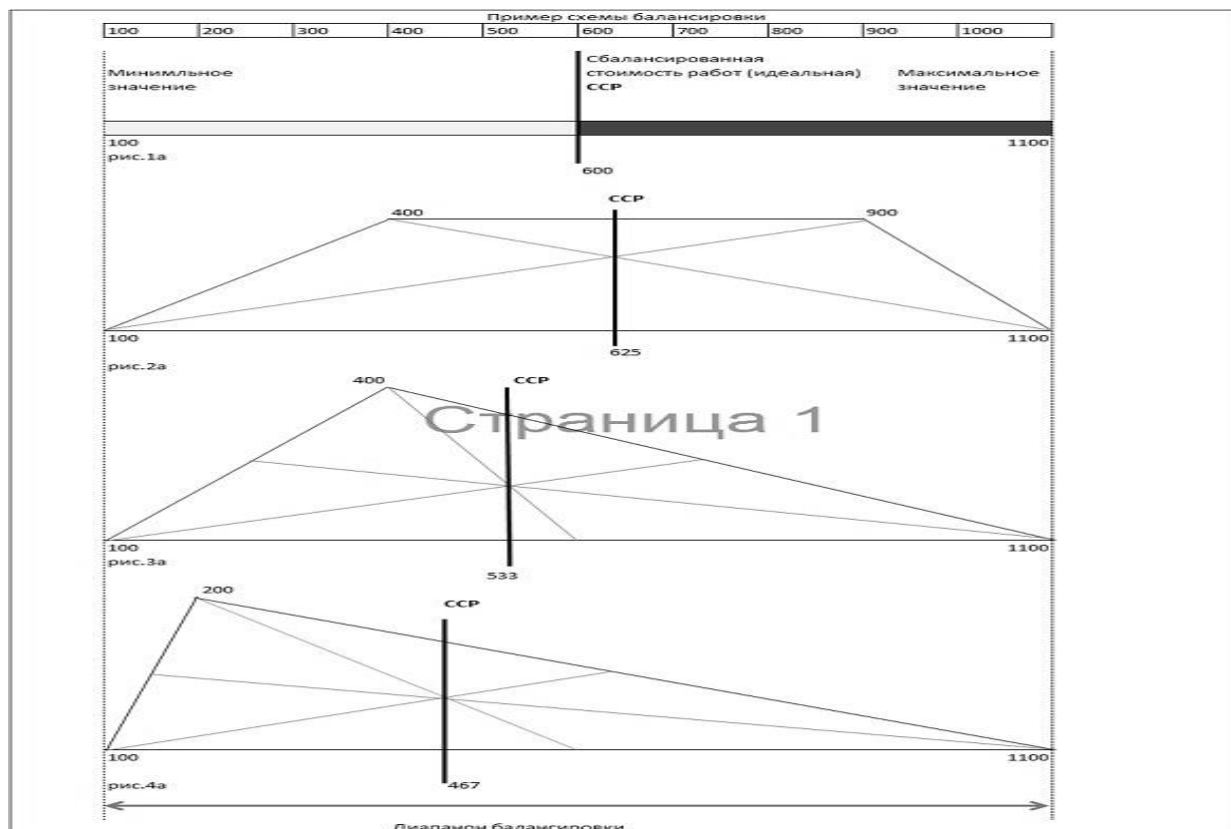 Пример схемы балансировки
100 200 300 400 500 600 700 800 900 1000
Минимльное
значение
Сбалансированная
стоимость работ (идеальная)
ССР
Максимальное
значение
100
1100
рис.1а
600
ССР
400
900
100
1100
625
рис.2а
400
ССР
Страница 1
100
1100
рис.3а
533
200
ССР
100
1100
рис.4а
467
Диапазон балансировки